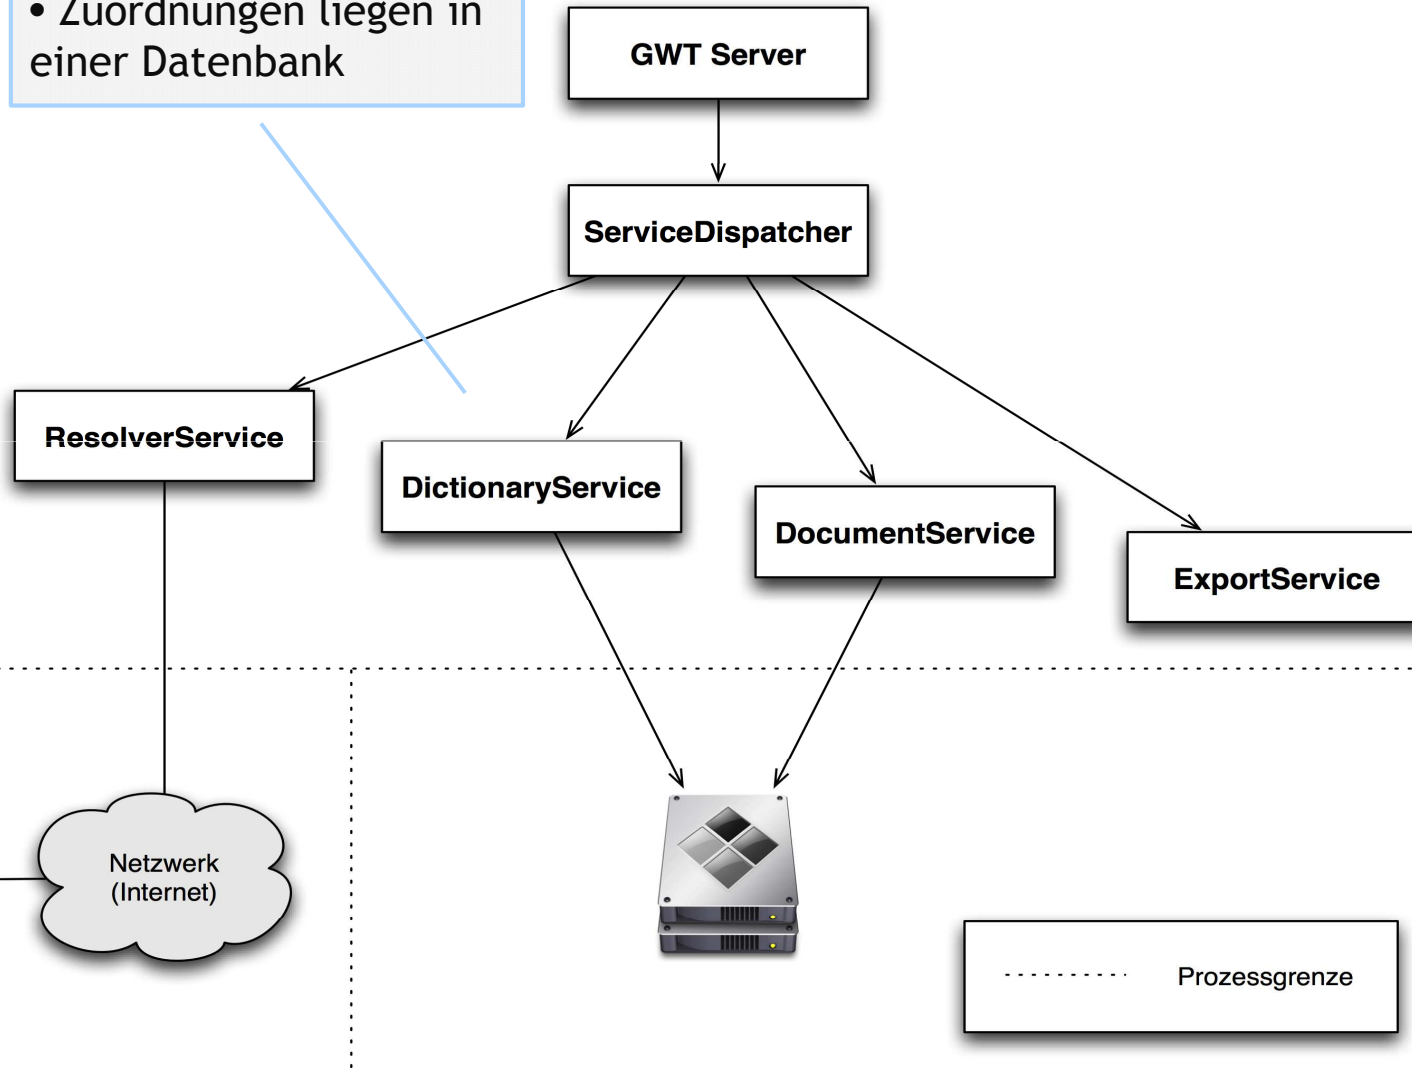 • Zuordnungen liegen in
einer Datenbank
GWT Server
ServiceDispatcher
ResolverService
DictionaryService
DocumentService
ExportService
Netzwerk
(Internet)
Prozessgrenze